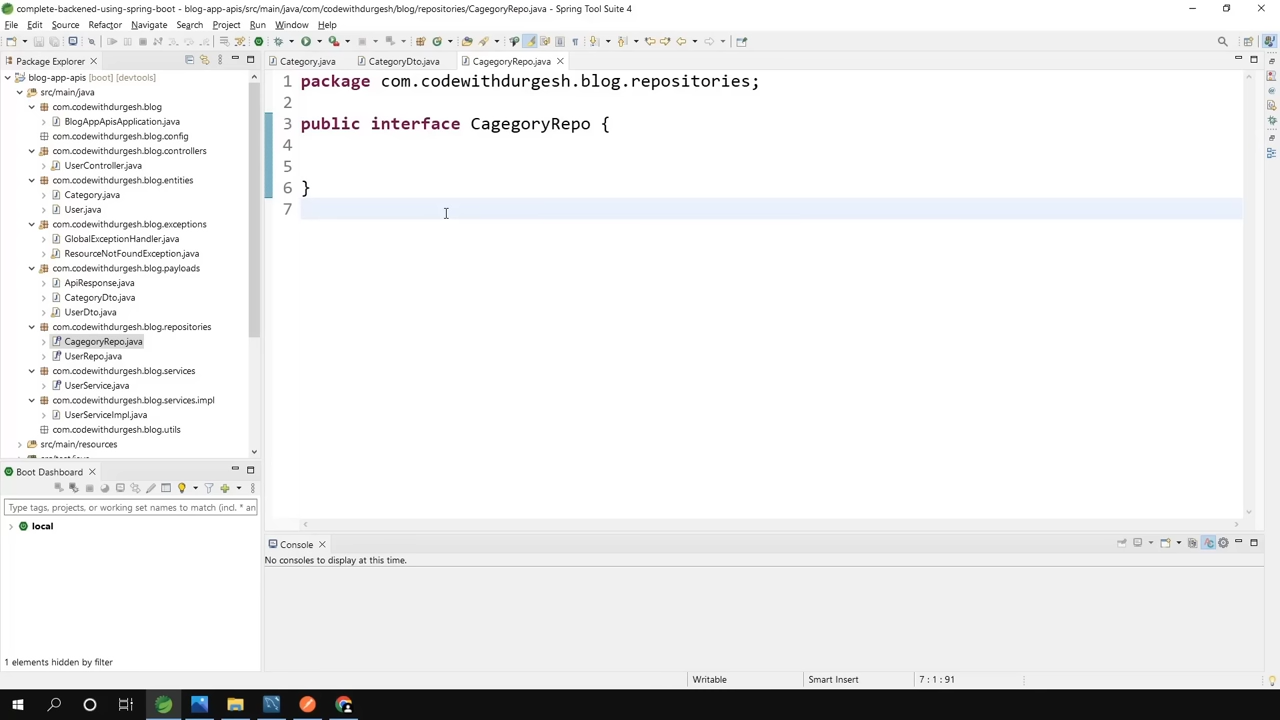 complete-backened-using-spring-boot - blog-app-apis/src/main/java/com/codewithdurgesh/blog/repositories/CagegoryRepo.java - Spring Tool Suite 4
File Edit Source Refactor Navigate Search Project Run Window Help
Package Explorer
Category.java CategoryDto.java CagegoryRepo.java
blog-app-apis [boot] [devtools]
src/main/java
com.codewithdurgesh.blog
BlogAppApisApplication.java
com.codewithdurgesh.blog.config
com.codewithdurgesh.blog.controllers
UserController.java
com.codewithdurgesh.blog.entities
Category.java
User.java
com.codewithdurgesh.blog.exceptions
GlobalExceptionHandler.java
ResourceNotFoundException.java
com.codewithdurgesh.blog.payloads
ApiResponse.java
CategoryDto.java
UserDto.java
com.codewithdurgesh.blog.repositories
CagegoryRepo.java
UserRepo.java
com.codewithdurgesh.blog.services
UserService.java
com.codewithdurgesh.blog.services.impl
UserServiceImpl.java
com.codewithdurgesh.blog.utils
src/main/resources
1 package com.codewithdurgesh.blog.repositories;
2
3 public interface CagegoryRepo {
4
5
6 }
7
Boot Dashboard
Type tags, projects, or working set names to match (incl. * an
local
1 elements hidden by filter
Console
No consoles to display at this time.
Writable Smart Insert 7 : 1 : 91